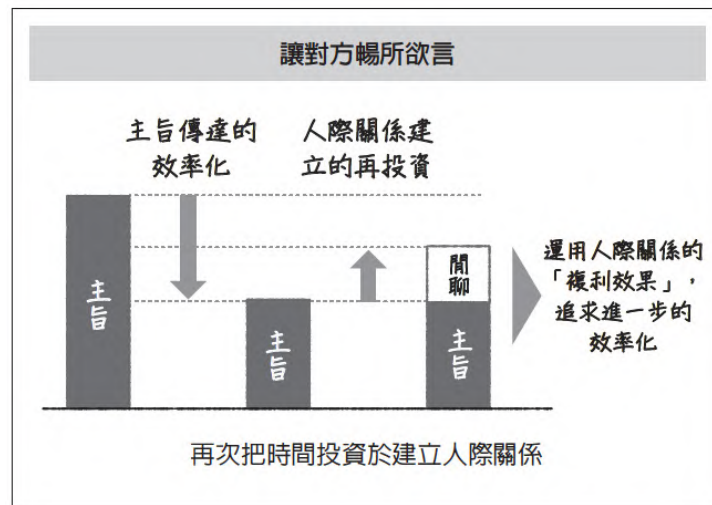 讓對方暢所欲言
主旨傳達的
效率化
人際關係建
立的再投資
主旨
主旨
閒聊
主旨
運用人際關係的
「複利效果」，
追求進一步的
效率化
再次把時間投資於建立人際關係